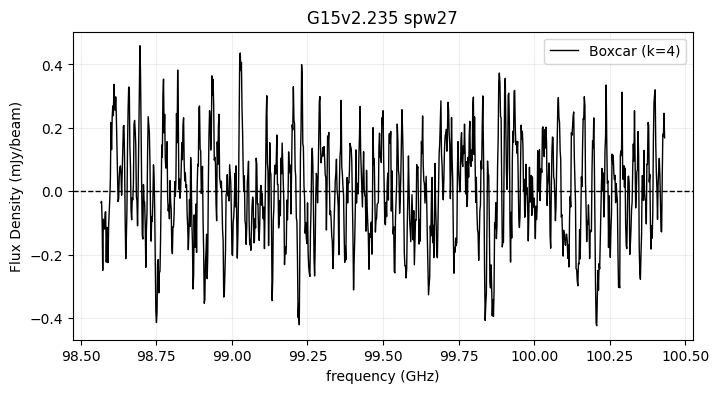 G15v2.235 spw27
Boxcar (k=4)
Flux Density (mJy/beam)
0.4
0.2
0.0
−0.2
−0.4
98.50 98.75 99.00 99.25 99.50 99.75 100.00 100.25 100.50
frequency (GHz)